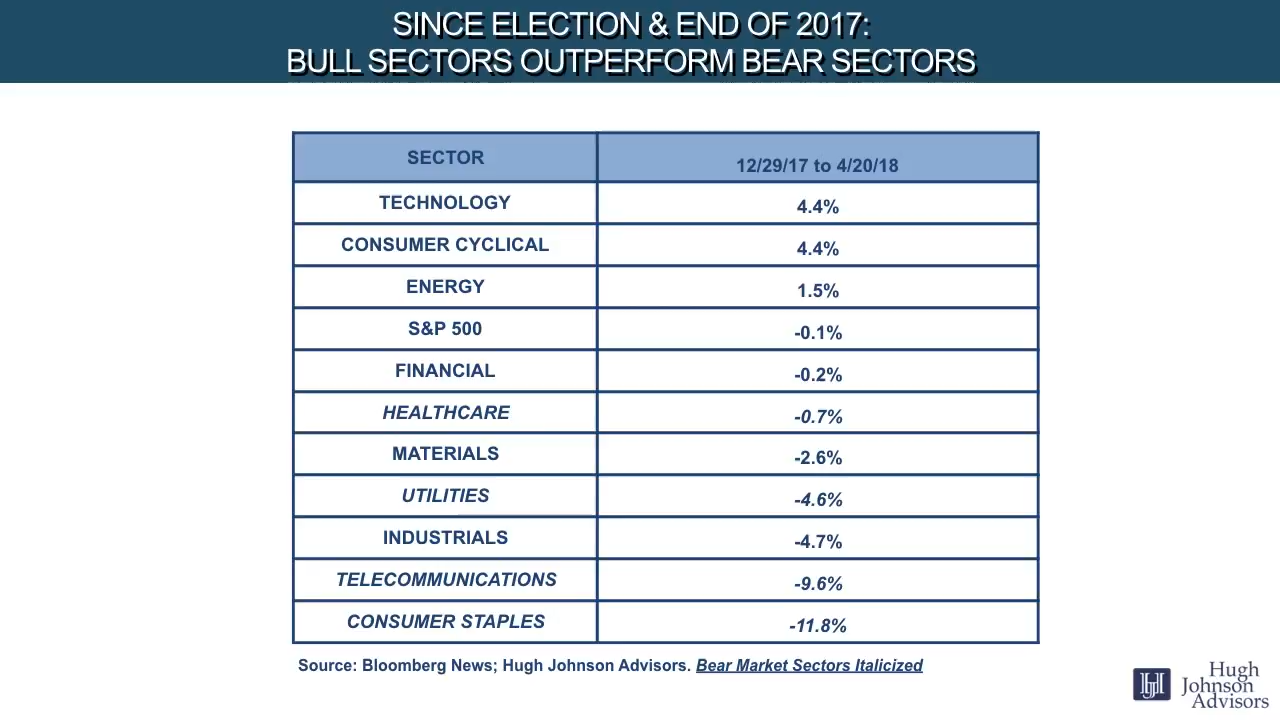 SINCE ELECTION & END OF 2017:
BULL SECTORS OUTPERFORM BEAR SECTORS
SECTOR 12/29/17 to 4/20/18
TECHNOLOGY 4.4%
CONSUMER CYCLICAL 4.4%
ENERGY 1.5%
S&P 500 -0.1%
FINANCIAL -0.2%
HEALTHCARE -0.7%
MATERIALS -2.6%
UTILITIES -4.6%
INDUSTRIALS -4.7%
TELECOMMUNICATIONS -9.6%
CONSUMER STAPLES -11.8%
Source: Bloomberg News; Hugh Johnson Advisors. Bear Market Sectors Italicized
HJ
Hugh
Johnson
Advisors